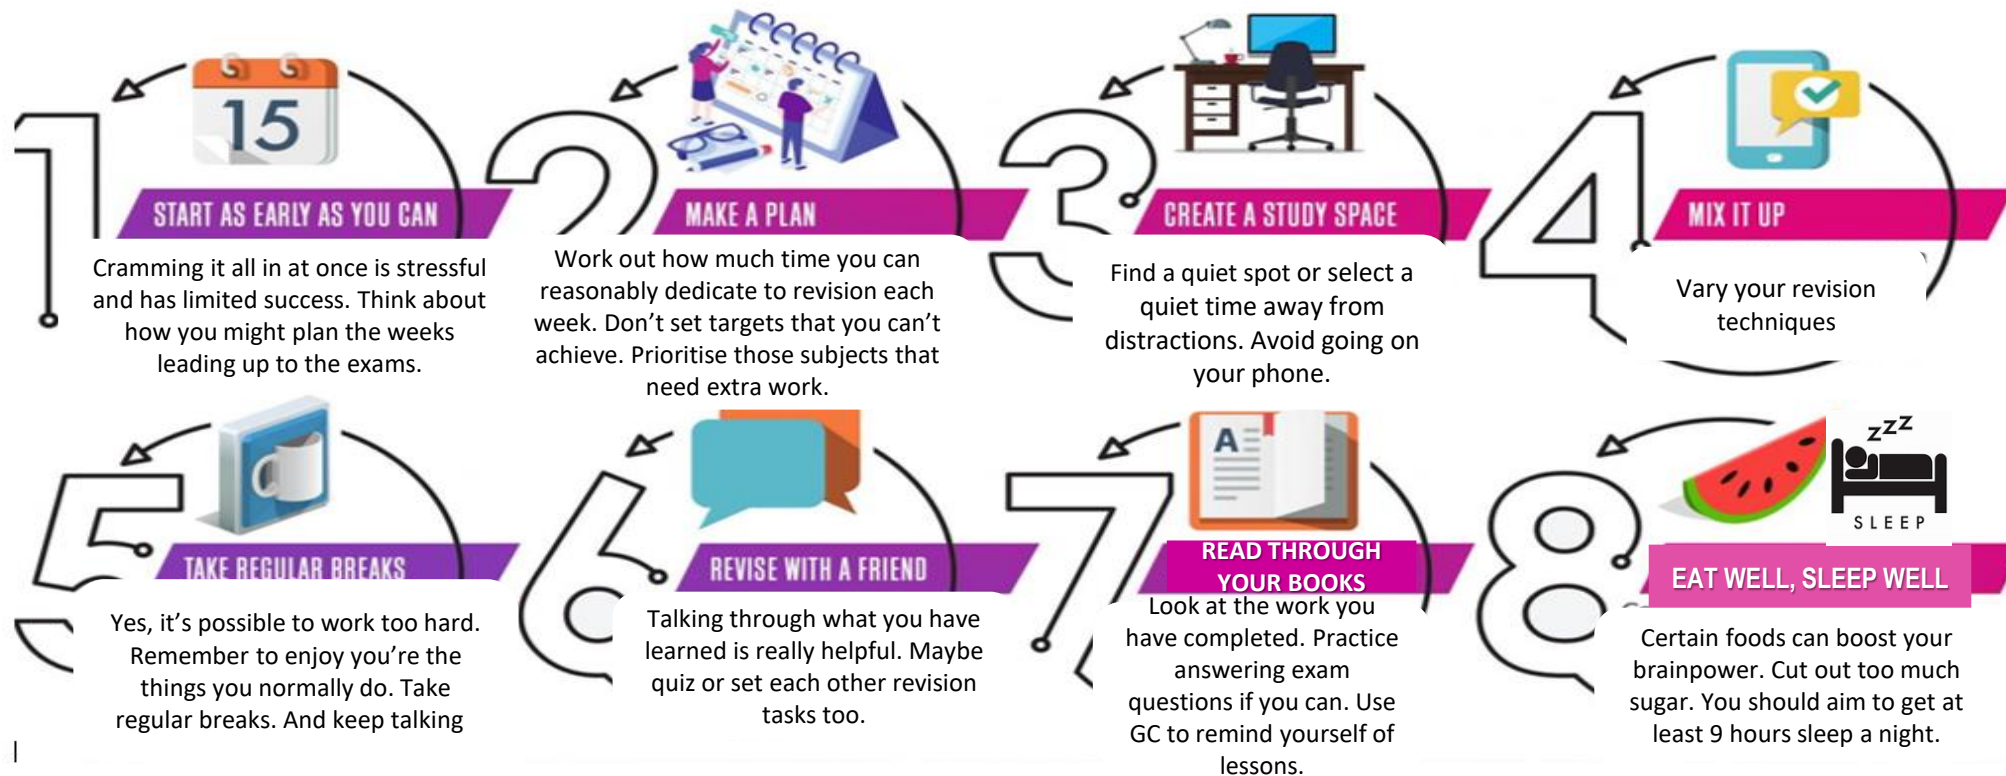 1
15
START AS EARLY AS YOU CAN
Cramming it all in at once is stressful
and has limited success. Think about
how you might plan the weeks
leading up to the exams.
2
MAKE A PLAN
Work out how much time you can
reasonably dedicate to revision each
week. Don’t set targets that you can’t
achieve. Prioritise those subjects that
need extra work.
3
CREATE A STUDY SPACE
Find a quiet spot or select a
quiet time away from
distractions. Avoid going on
your phone.
4
MIX IT UP
Vary your revision
techniques
5
TAKE REGULAR BREAKS
Yes, it’s possible to work too hard.
Remember to enjoy you’re the
things you normally do. Take
regular breaks. And keep talking
6
REVISE WITH A FRIEND
Talking through what you have
learned is really helpful. Maybe
quiz or set each other revision
tasks too.
7
A
READ THROUGH
YOUR BOOKS
Look at the work you
have completed. Practice
answering exam
questions if you can. Use
GC to remind yourself of
lessons.
8
zZZ
SLEEP
EAT WELL, SLEEP WELL
Certain foods can boost your
brainpower. Cut out too much
sugar. You should aim to get at
least 9 hours sleep a night.